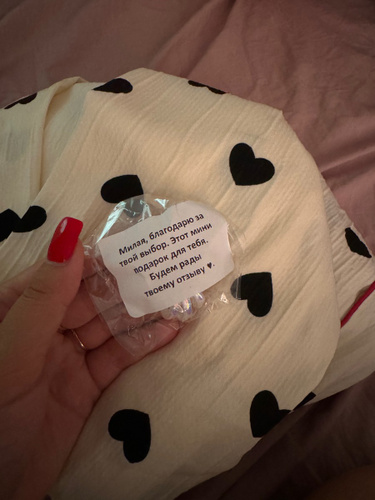 Милая, благодарю за
твой выбор. Этот мини
подарок для тебя.
Будем рады
твоему отзыву ♥.